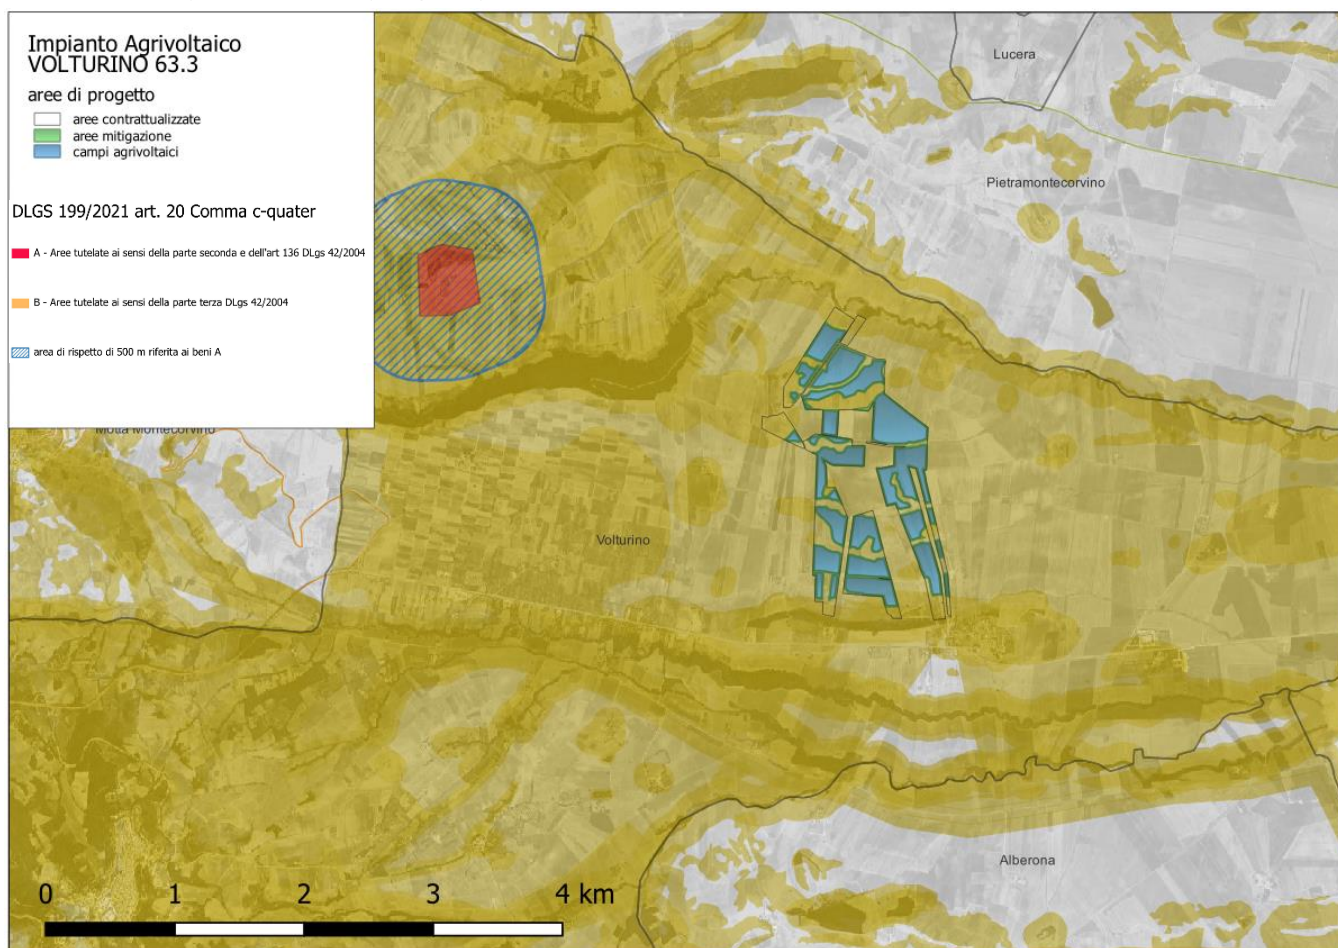 Impianto Agrivoltaico
VOLTURINO 63.3
aree di progetto
aree contrattualizzate
aree mitigazione
campi agrivoltaici
DLGS 199/2021 art. 20 Comma c-quater
A - Aree tutelate ai sensi della parte seconda e dell'art 136 DLgs 42/2004
B - Aree tutelate ai sensi della parte terza DLgs 42/2004
area di rispetto di 500 m riferita ai beni A
Lucera
Pietramontecorvino
Motta Montecorvino
Volturino
Alberona
0 1 2 3 4 km